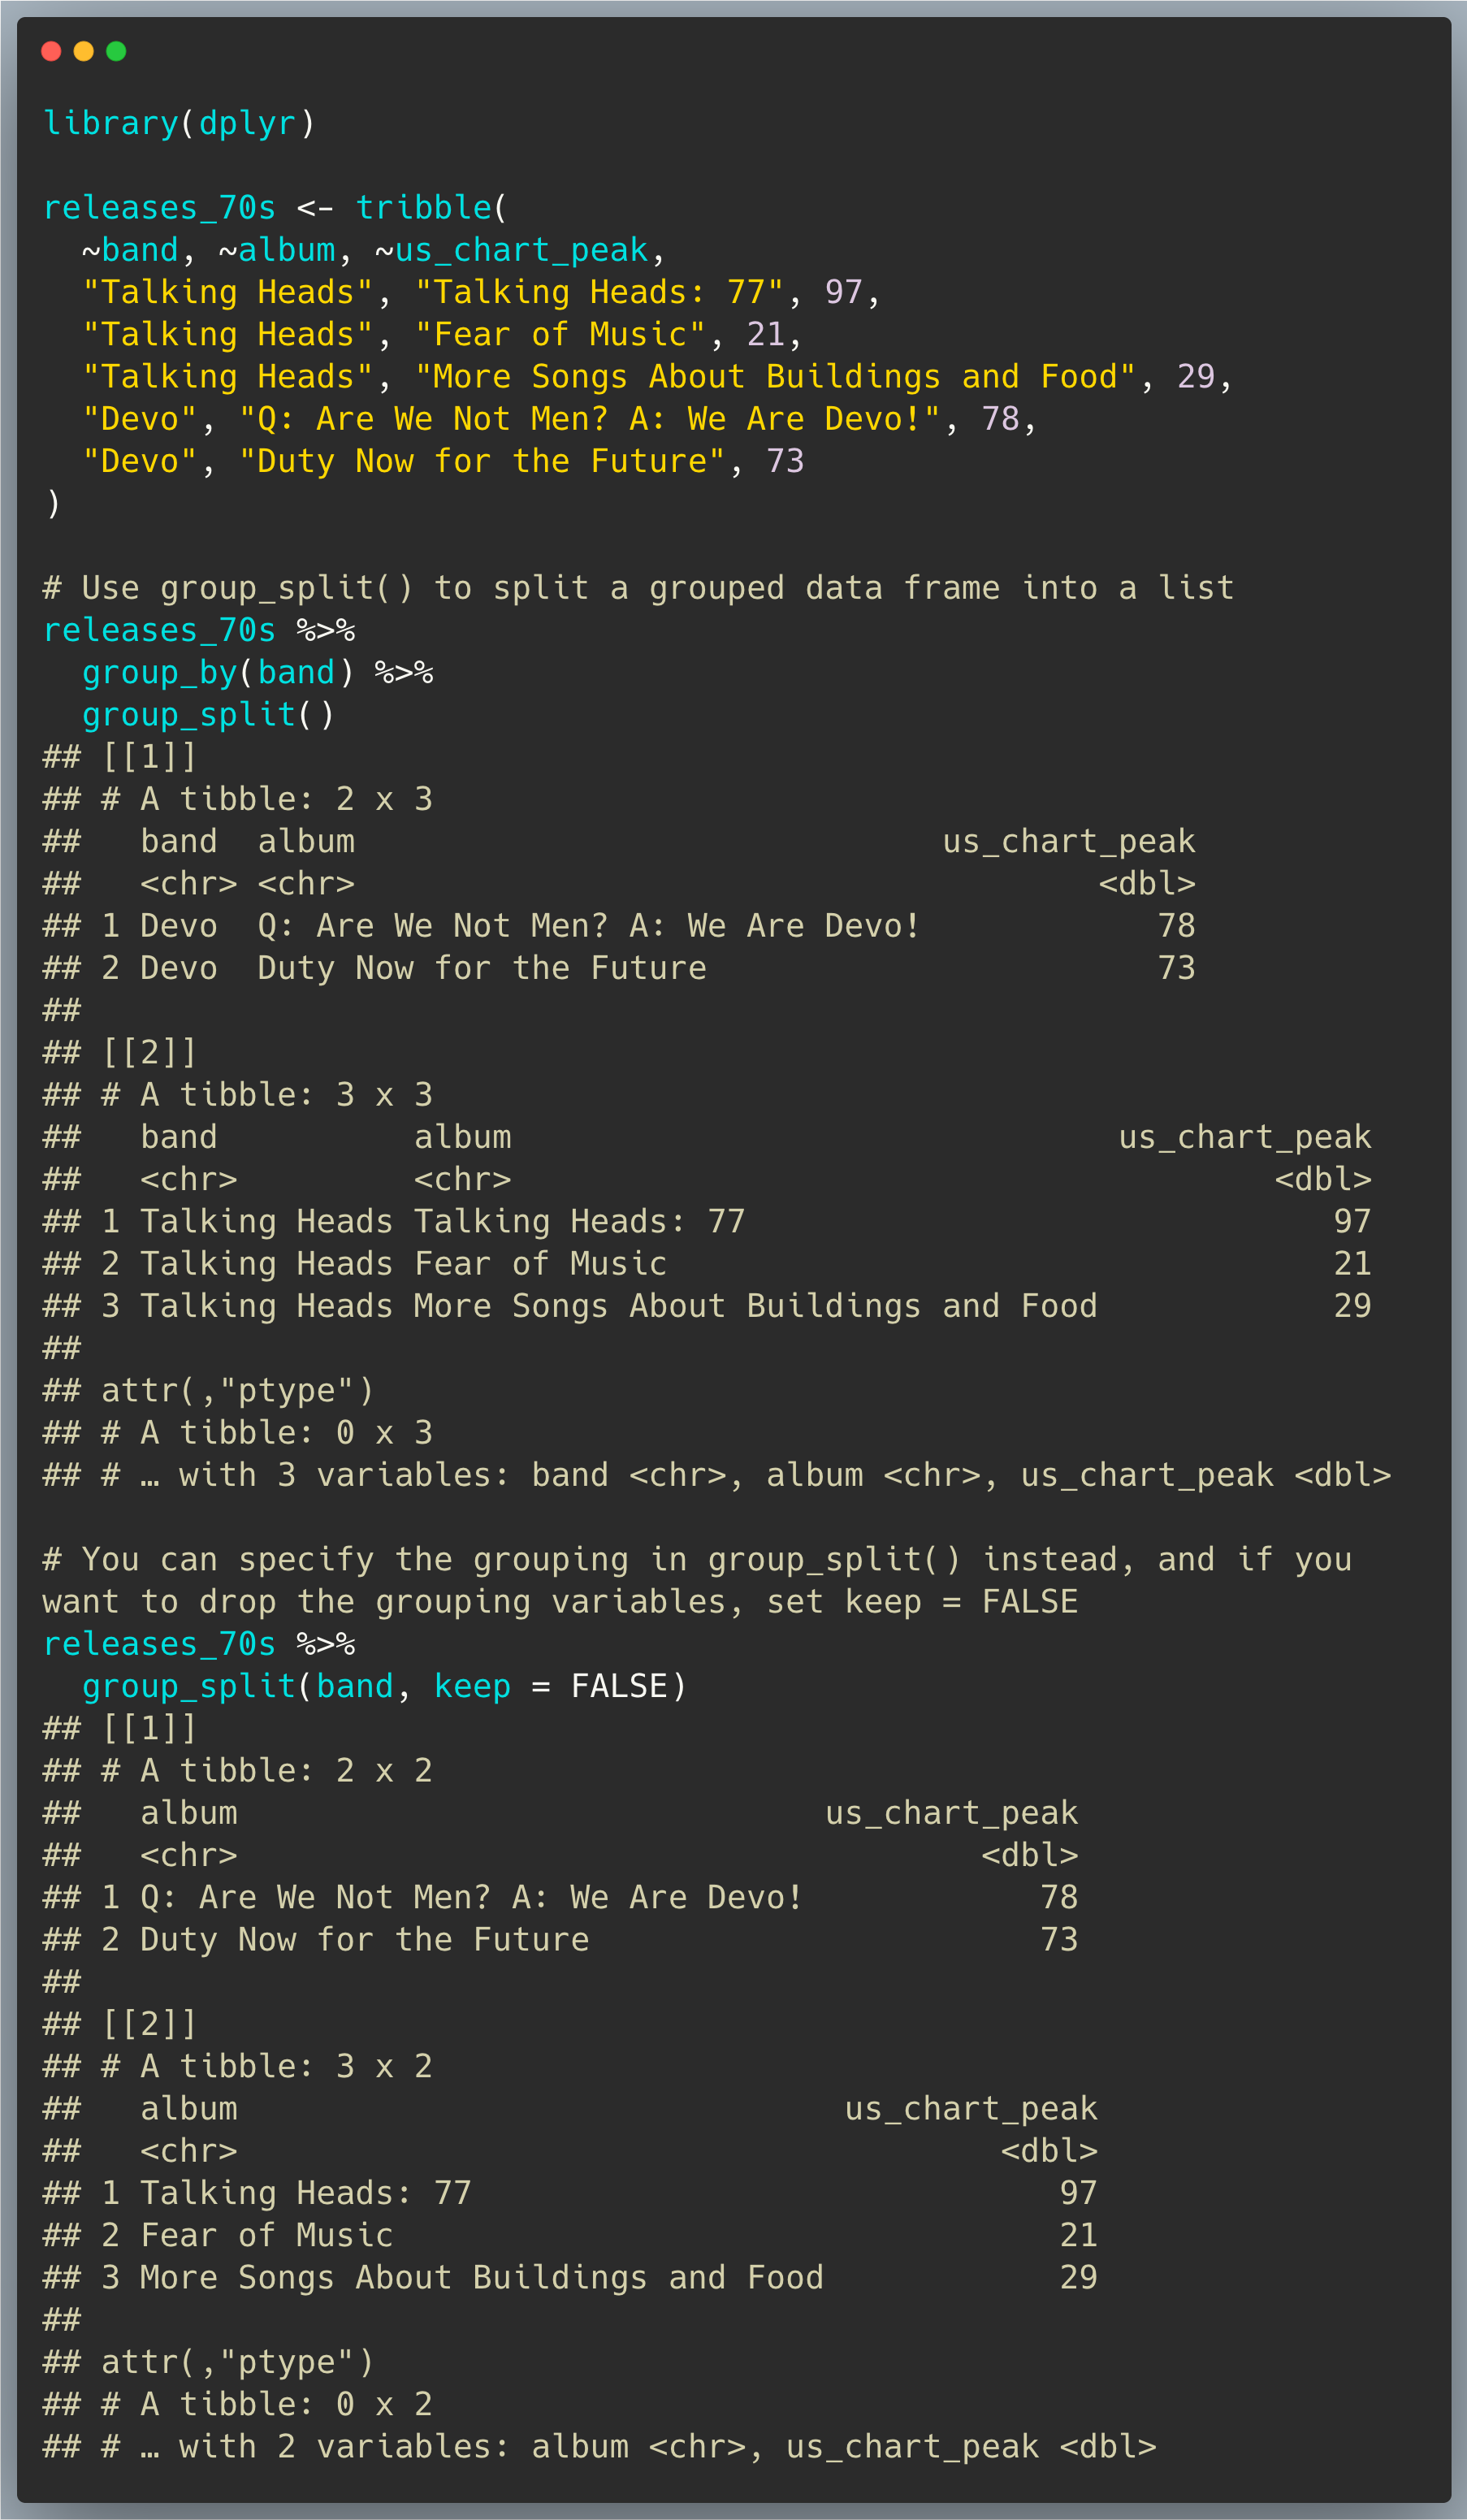 library(dplyr)

releases_70s <- tribble(
  ~band, ~album, ~us_chart_peak,
  "Talking Heads", "Talking Heads: 77", 97,
  "Talking Heads", "Fear of Music", 21,
  "Talking Heads", "More Songs About Buildings and Food", 29,
  "Devo", "Q: Are We Not Men? A: We Are Devo!", 78,
  "Devo", "Duty Now for the Future", 73
)

# Use group_split() to split a grouped data frame into a list
releases_70s %>%
  group_by(band) %>%
  group_split()
## [[1]]
## # A tibble: 2 x 3
##   band  album                              us_chart_peak
##   <chr> <chr>                                      <dbl>
## 1 Devo  Q: Are We Not Men? A: We Are Devo!            78
## 2 Devo  Duty Now for the Future                       73
##
## [[2]]
## # A tibble: 3 x 3
##   band          album                               us_chart_peak
##   <chr>         <chr>                                       <dbl>
## 1 Talking Heads Talking Heads: 77                              97
## 2 Talking Heads Fear of Music                                  21
## 3 Talking Heads More Songs About Buildings and Food            29
##
## attr(,"ptype")
## # A tibble: 0 x 3
## # … with 3 variables: band <chr>, album <chr>, us_chart_peak <dbl>

# You can specify the grouping in group_split() instead, and if you
want to drop the grouping variables, set keep = FALSE
releases_70s %>%
  group_split(band, keep = FALSE)
## [[1]]
## # A tibble: 2 x 2
##   album                              us_chart_peak
##   <chr>                                      <dbl>
## 1 Q: Are We Not Men? A: We Are Devo!            78
## 2 Duty Now for the Future                       73
##
## [[2]]
## # A tibble: 3 x 2
##   album                               us_chart_peak
##   <chr>                                       <dbl>
## 1 Talking Heads: 77                              97
## 2 Fear of Music                                  21
## 3 More Songs About Buildings and Food            29
##
## attr(,"ptype")
## # A tibble: 0 x 2
## # … with 2 variables: album <chr>, us_chart_peak <dbl>